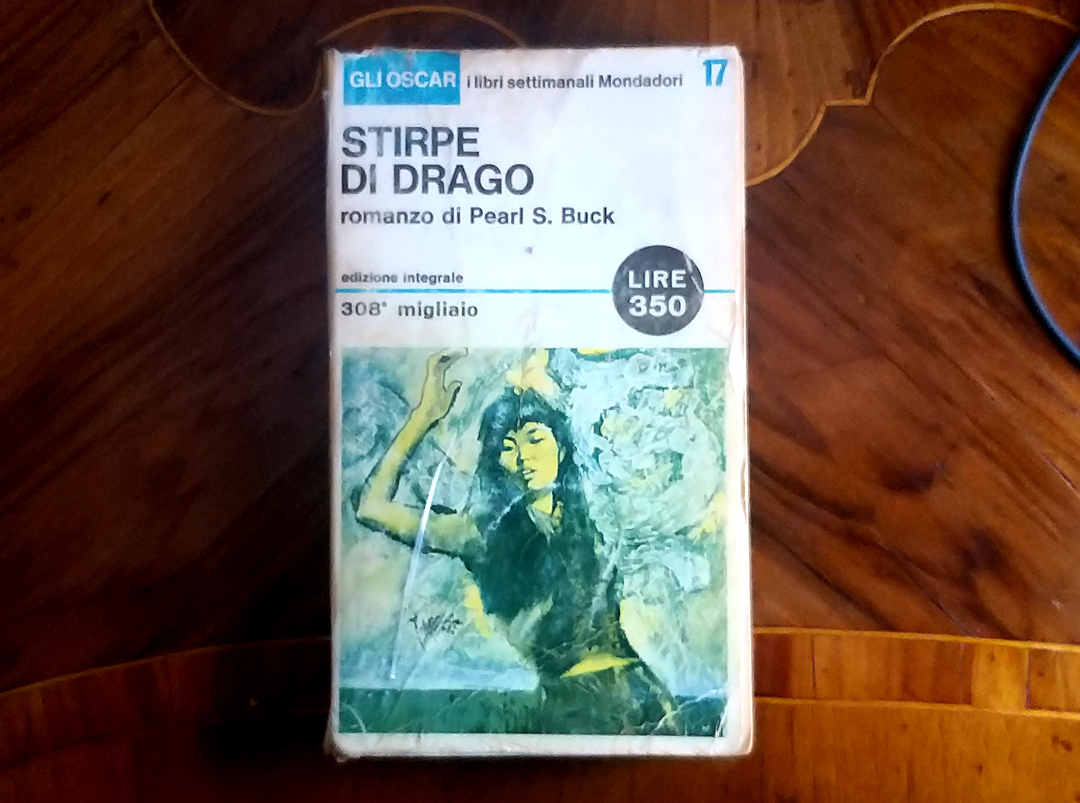 GLI OSCAR i libri settimanali Mondadori 17
STIRPE
DI DRAGO
romanzo di Pearl S. Buck
edizione integrale
308° migliaio
LIRE
350